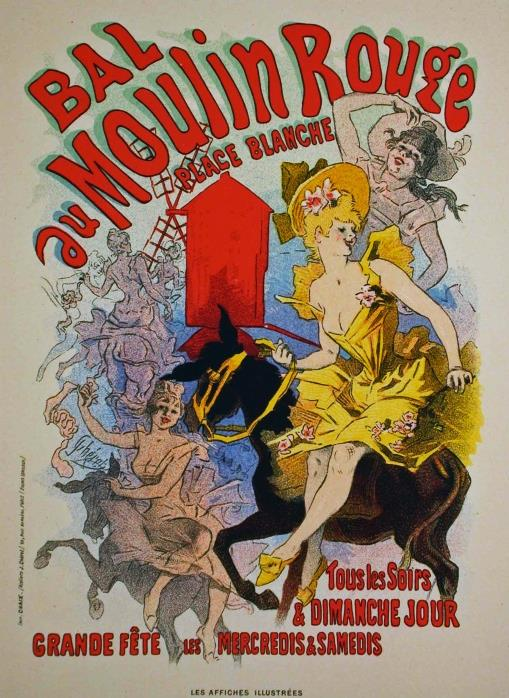 BAL
au MOULIN ROUGE
PLACE BLANCHE
Tous les Soirs
& DIMANCHE JOUR
GRANDE FÊTE LES MERCREDIS & SAMEDIS
LES AFFICHES ILLUSTRÉES